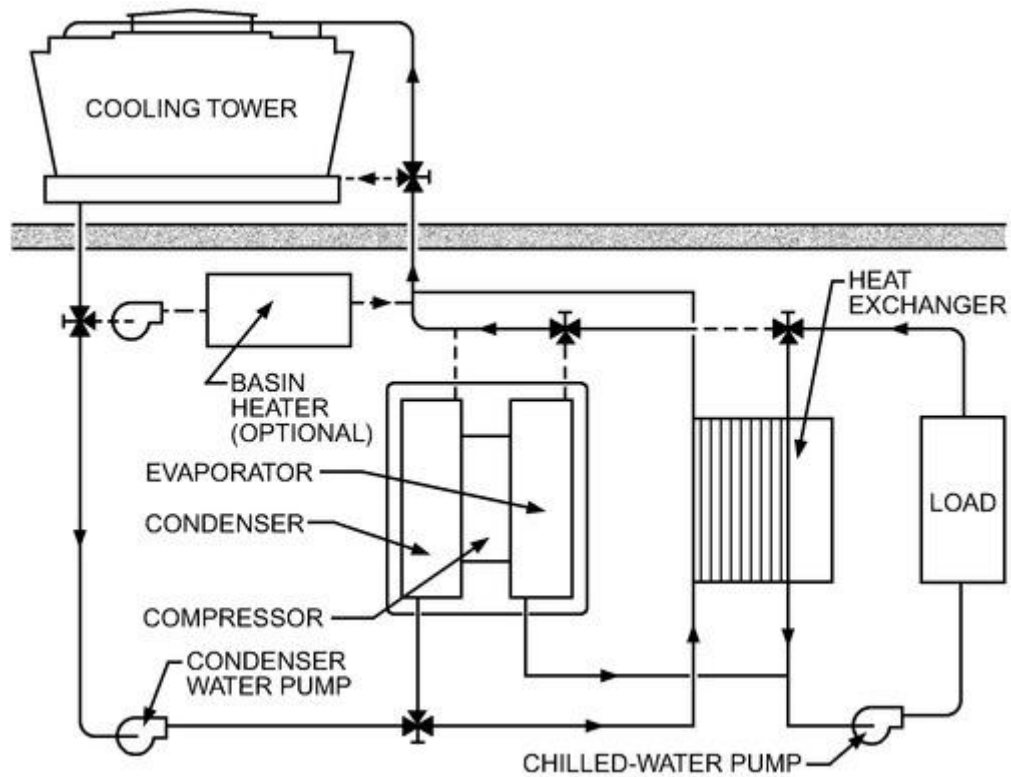 COOLING TOWER
HEAT
EXCHANGER
BASIN
HEATER
(OPTIONAL)
EVAPORATOR
LOAD
CONDENSER
COMPRESSOR
CONDENSER
WATER PUMP
CHILLED-WATER PUMP